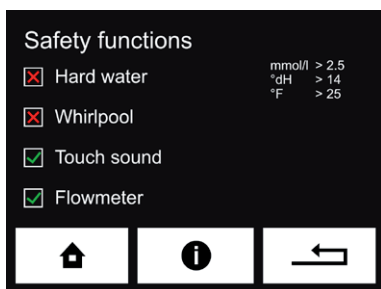 Safety functions
Hard water
mmol/l > 2.5
°dH > 14
°F > 25
Whirlpool
Touch sound
Flowmeter
i